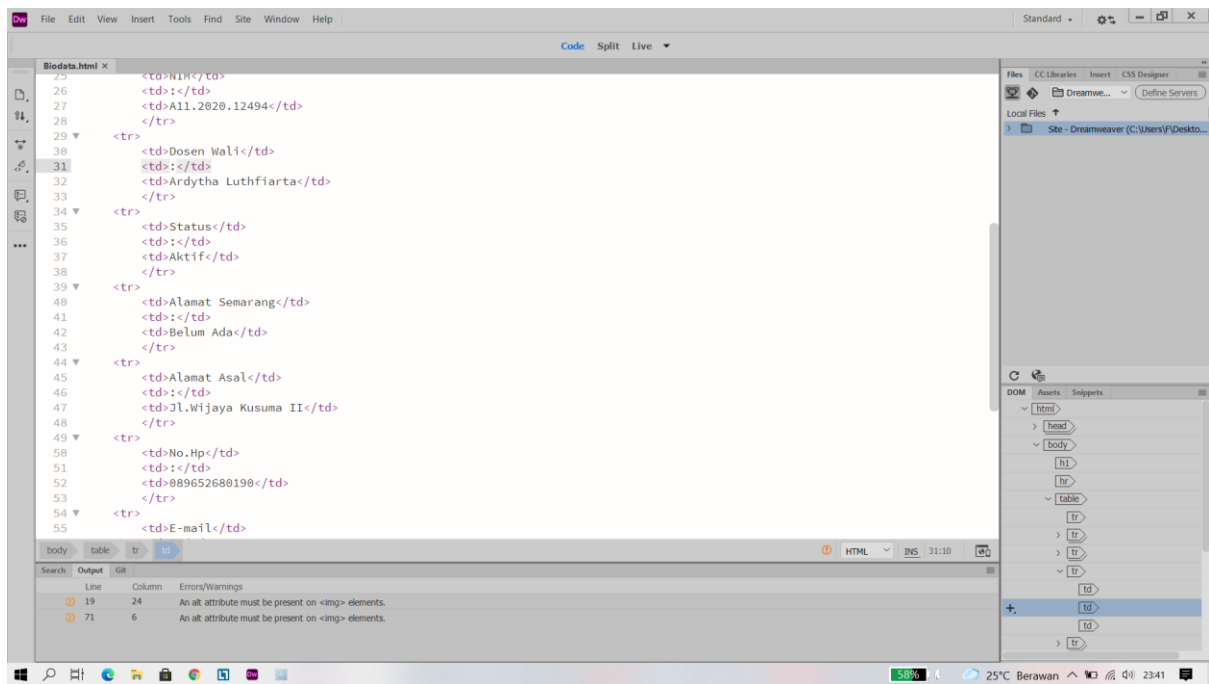 Dw File Edit View Insert Tools Find Site Window Help Standard
Code Split Live
Biodata.html ×
25 <td>NIM</td>
26 <td>:</td>
27 <td>A11.2020.12494</td>
28 </tr>
29 <tr>
30 <td>Dosen Wali</td>
31 <td>:</td>
32 <td>Ardytha Luthfiarta</td>
33 </tr>
34 <tr>
35 <td>Status</td>
36 <td>:</td>
37 <td>Aktif</td>
38 </tr>
39 <tr>
40 <td>Alamat Semarang</td>
41 <td>:</td>
42 <td>Belum Ada</td>
43 </tr>
44 <tr>
45 <td>Alamat Asal</td>
46 <td>:</td>
47 <td>Jl.Wijaya Kusuma II</td>
48 </tr>
49 <tr>
50 <td>No.Hp</td>
51 <td>:</td>
52 <td>089652680190</td>
53 </tr>
54 <tr>
55 <td>E-mail</td>
body table tr td HTML INS 31:10
Search Output Git
Line Column Errors/Warnings
19 24 An alt attribute must be present on <img> elements.
71 6 An alt attribute must be present on <img> elements.
Files CC Libraries Insert CSS Designer
Dreamwe... Define Servers
Local Files
Site - Dreamweaver (C:\Users\F\Deskto...
DOM Assets Snippets
html
head
body
h1
hr
table
tr
tr
tr
tr
td
td
td
tr
58% 25°C Berawan 23:41